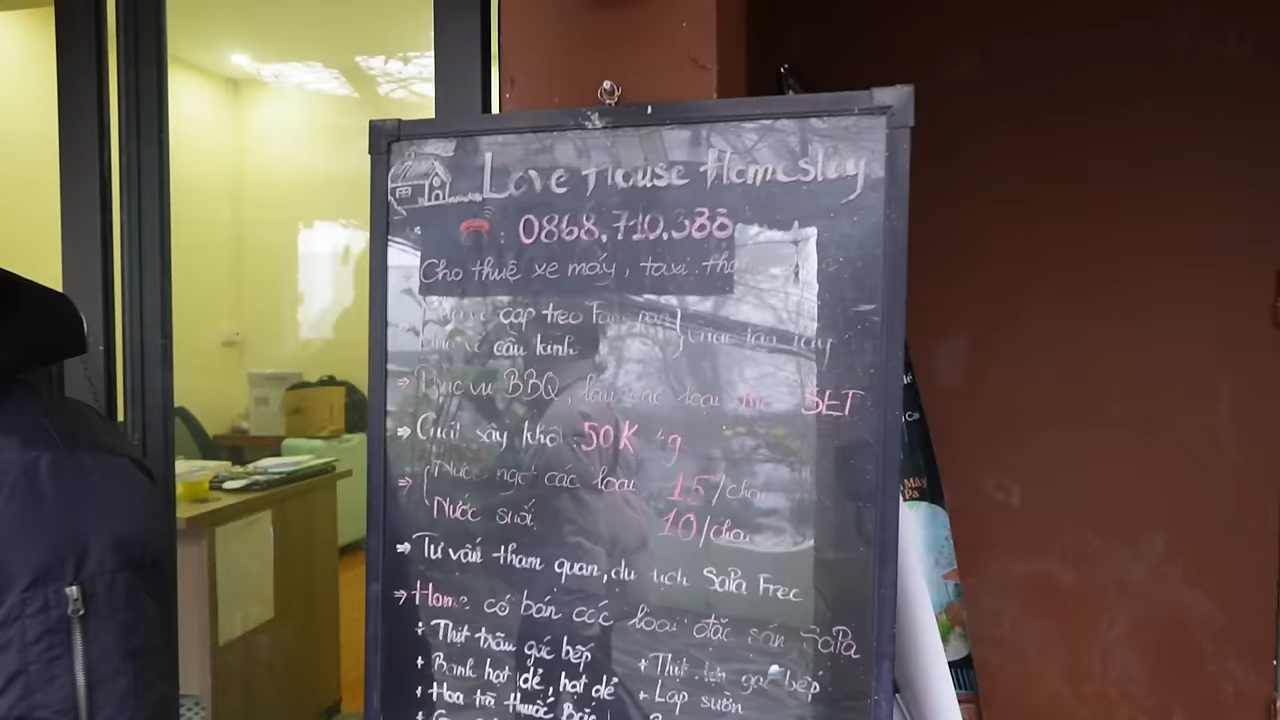 Love House Homestay
: 0868.710.388
Cho thuê xe máy, taxi.
cáp treo
cầu kính
⇒ Phục vụ BBQ, lẩu các loại SET
⇒ Giặt sấy khô: 50K
⇒ Nước ngọt các loại 15/chai
Nước suối 10/chai
⇒ Tư vấn tham quan, du lịch SaPa Free
⇒ Home có bán các loại đặc sản SaPa
+ Thịt trâu gác bếp
+ Thịt lợn gác bếp
+ Bánh hạt dẻ, hạt dẻ
+ Lạp sườn
+ Hoa trà thuốc Bắc